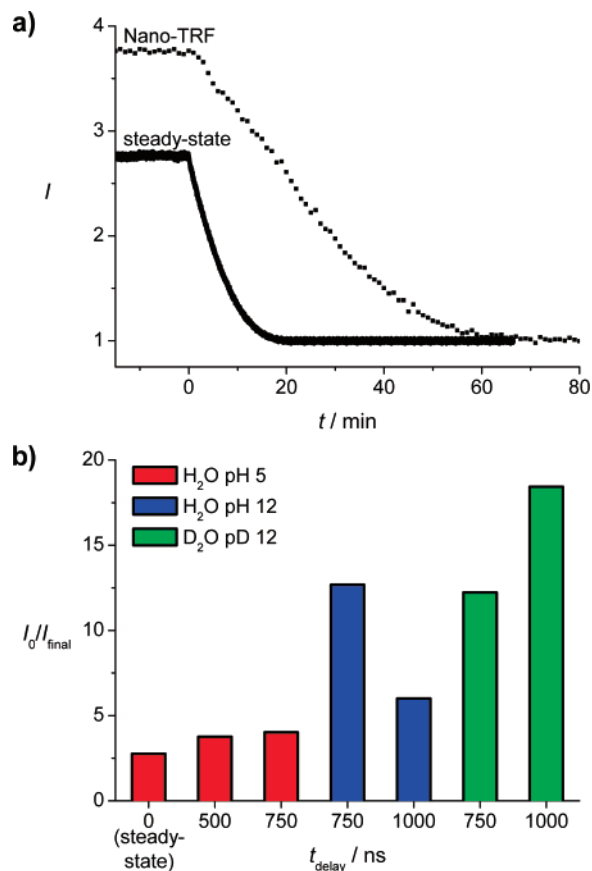 a)
Nano-TRF
steady-state
I
4
3
2
1
0 20 40 60 80
t / min
b)
H₂O pH 5
H₂O pH 12
D₂O pD 12
I₀/I_final
20
15
10
5
0
0 500 750 750 1000 750 1000
(steady-
state)
t_delay / ns